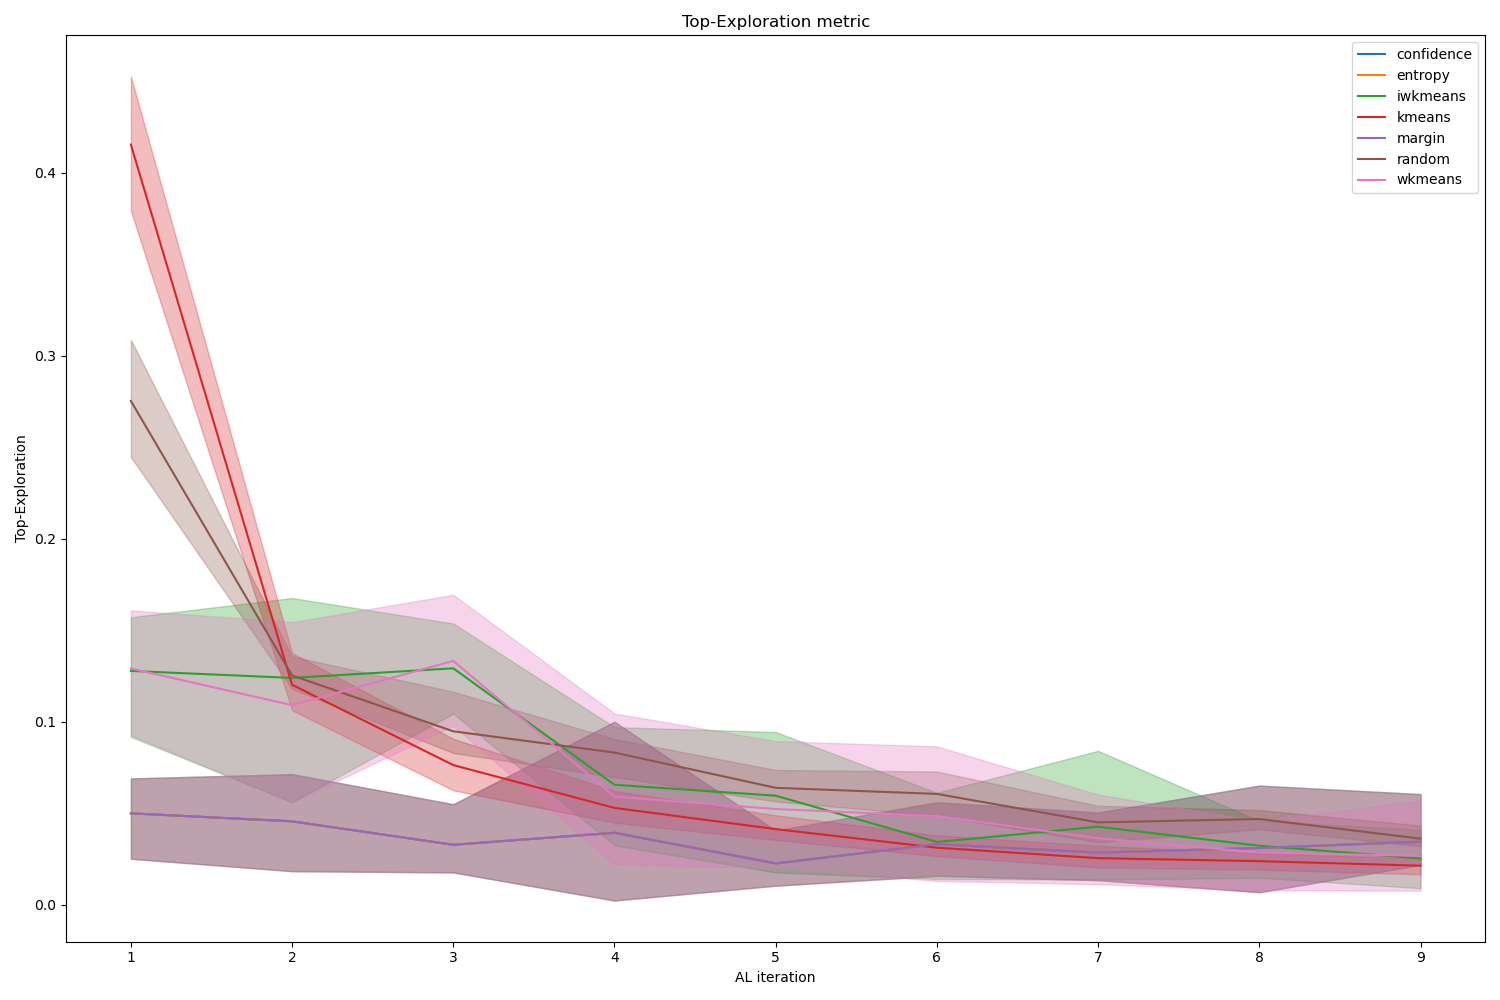 Top-Exploration metric
confidence
entropy
iwkmeans
kmeans
margin
random
wkmeans
0.4
0.3
0.2
0.1
0.0
Top-Exploration
1 2 3 4 5 6 7 8 9
AL iteration